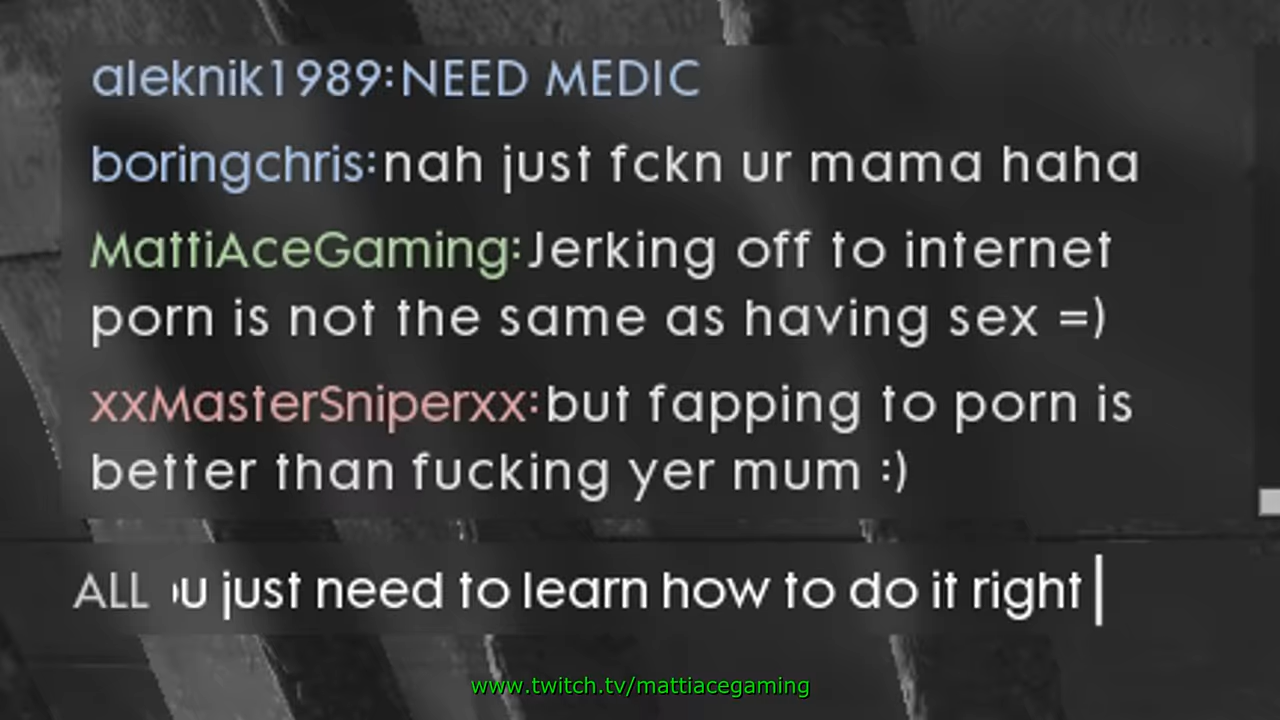 aleknik1989:NEED MEDIC
boringchris:nah just fckn ur mama haha
MattiAceGaming:Jerking off to internet
porn is not the same as having sex =)
xxMasterSniperxx:but fapping to porn is
better than fucking yer mum :)
ALL u just need to learn how to do it right
www.twitch.tv/mattiacegaming